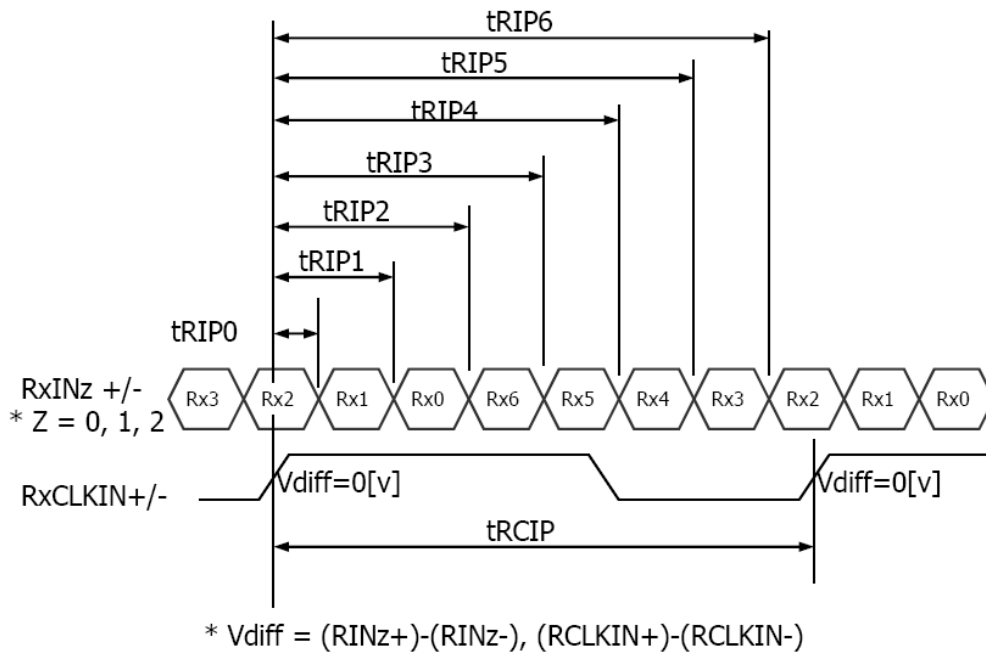 tRIP6
tRIP5
tRIP4
tRIP3
tRIP2
tRIP1
tRIP0
RxINz +/-
* Z = 0, 1, 2
Rx3 Rx2 Rx1 Rx0 Rx6 Rx5 Rx4 Rx3 Rx2 Rx1 Rx0
RxCLKIN+/- Vdiff=0[v] Vdiff=0[v]
tRCIP
* Vdiff = (RINz+)-(RINz-), (RCLKIN+)-(RCLKIN-)